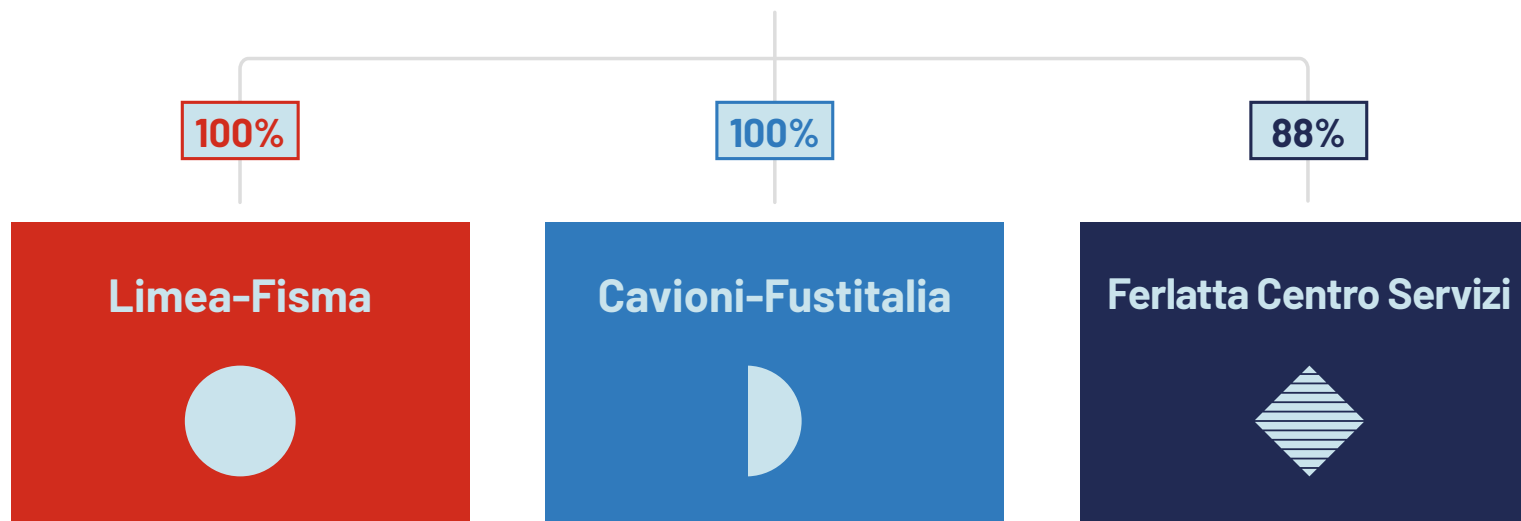 100%
100%
88%
Limea-Fisma
Cavioni-Fustitalia
Ferlatta Centro Servizi